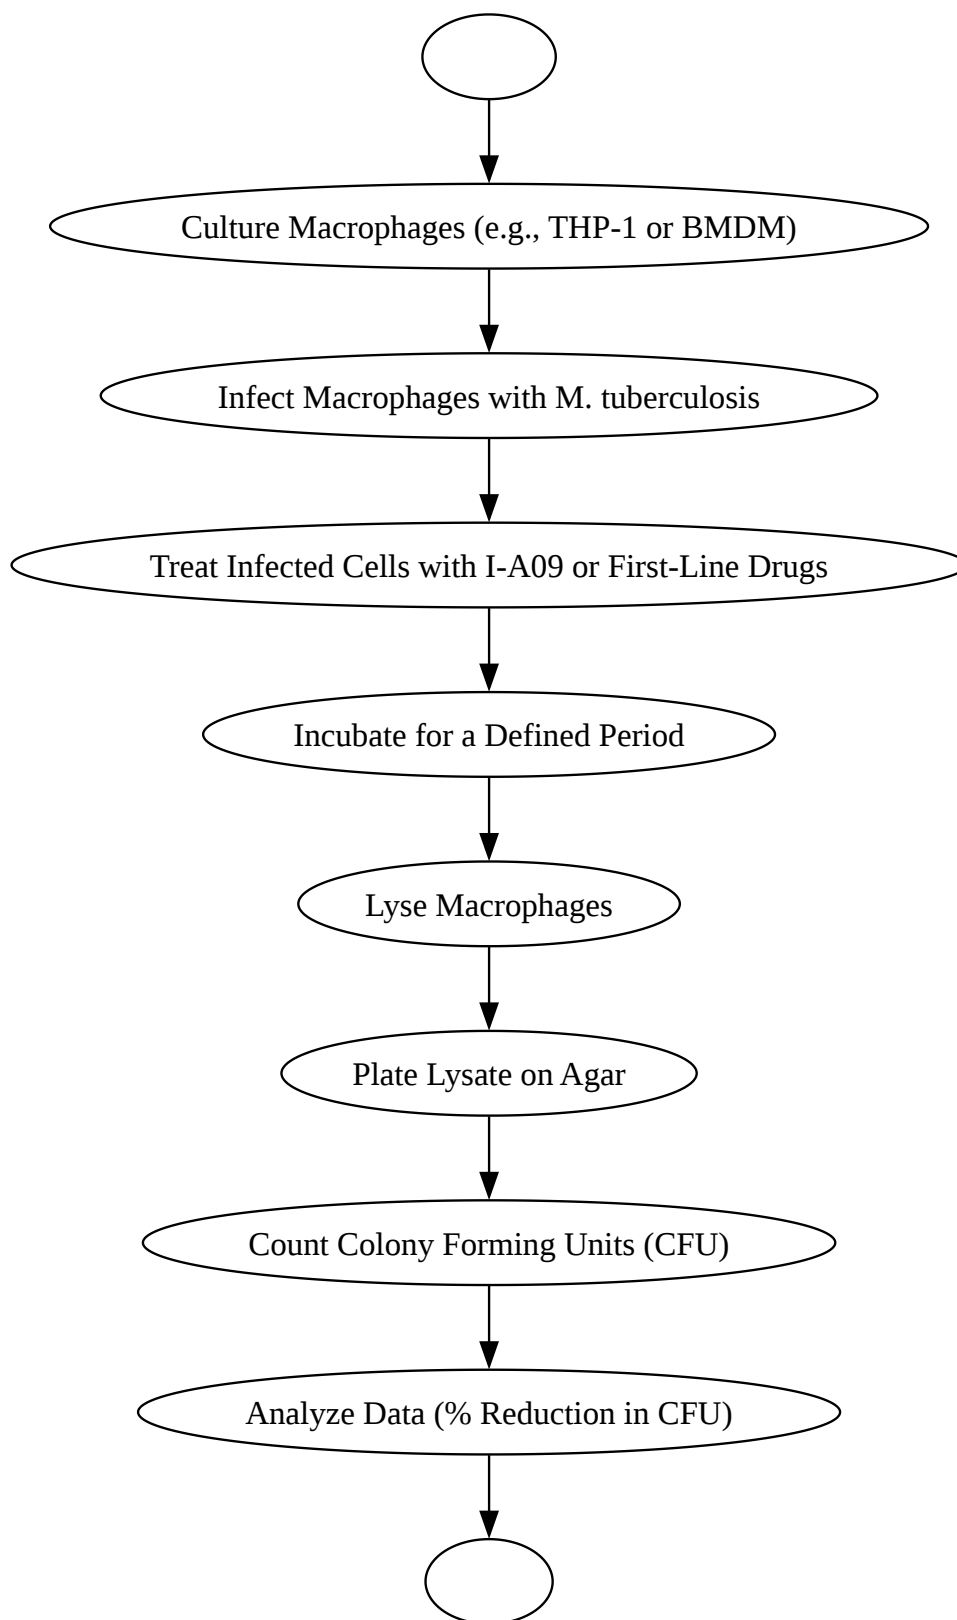 Culture Macrophages (e.g., THP-1 or BMDM)
Infect Macrophages with M. tuberculosis
Treat Infected Cells with I-A09 or First-Line Drugs
Incubate for a Defined Period
Lyse Macrophages
Plate Lysate on Agar
Count Colony Forming Units (CFU)
Analyze Data (% Reduction in CFU)